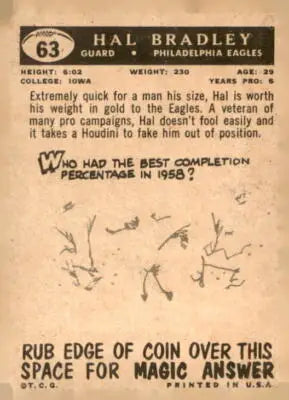 63
HAL BRADLEY
GUARD • PHILADELPHIA EAGLES
HEIGHT: 6:02 WEIGHT: 230 AGE: 29
COLLEGE: IOWA YEARS PRO: 6
Extremely quick for a man his size, Hal is worth
his weight in gold to the Eagles. A veteran of
many pro campaigns, Hal doesn't fool easily and
it takes a Houdini to fake him out of position.
WHO HAD THE BEST COMPLETION
PERCENTAGE IN 1958?
RUB EDGE OF COIN OVER THIS
SPACE FOR MAGIC ANSWER
©T.C.G. PRINTED IN U.S.A.